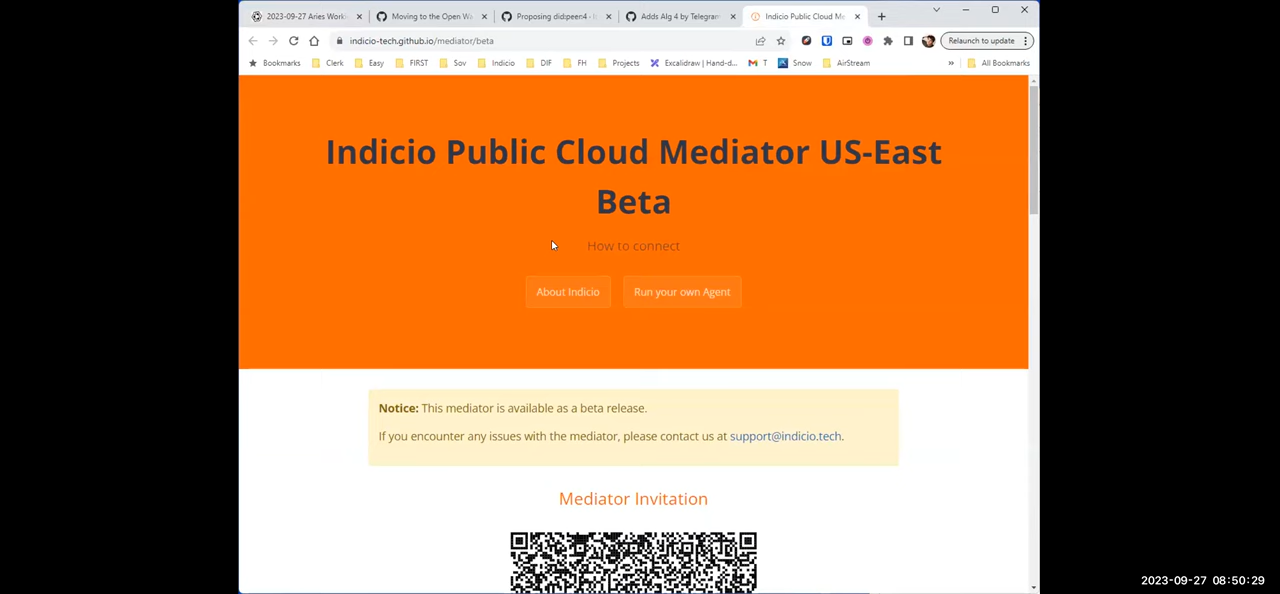 2023-09-27 Aries Work
Moving to the Open W
Proposing did:peer:4 -
Adds Alg 4 by Telegram
Indicio Public Cloud Me
indicio-tech.github.io/mediator/beta
Relaunch to update
Bookmarks Clerk Easy FIRST Sov Indicio DIF FH Projects Excalidraw | Hand-d... T Snow AirStream » All Bookmarks
Indicio Public Cloud Mediator US-East
Beta
How to connect
About Indicio Run your own Agent
Notice: This mediator is available as a beta release.
If you encounter any issues with the mediator, please contact us at support@indicio.tech.
Mediator Invitation
2023-09-27 08:50:29